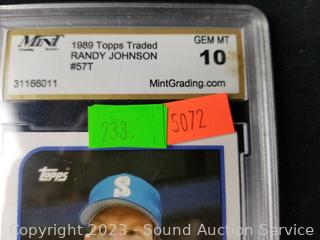 MINT
Grading Service
1989 Topps Traded
RANDY JOHNSON
#57T
GEM MT
10
31166011
MintGrading.com
233.
5072
topps
S
Copyright © 2023 - Sound Auction Service